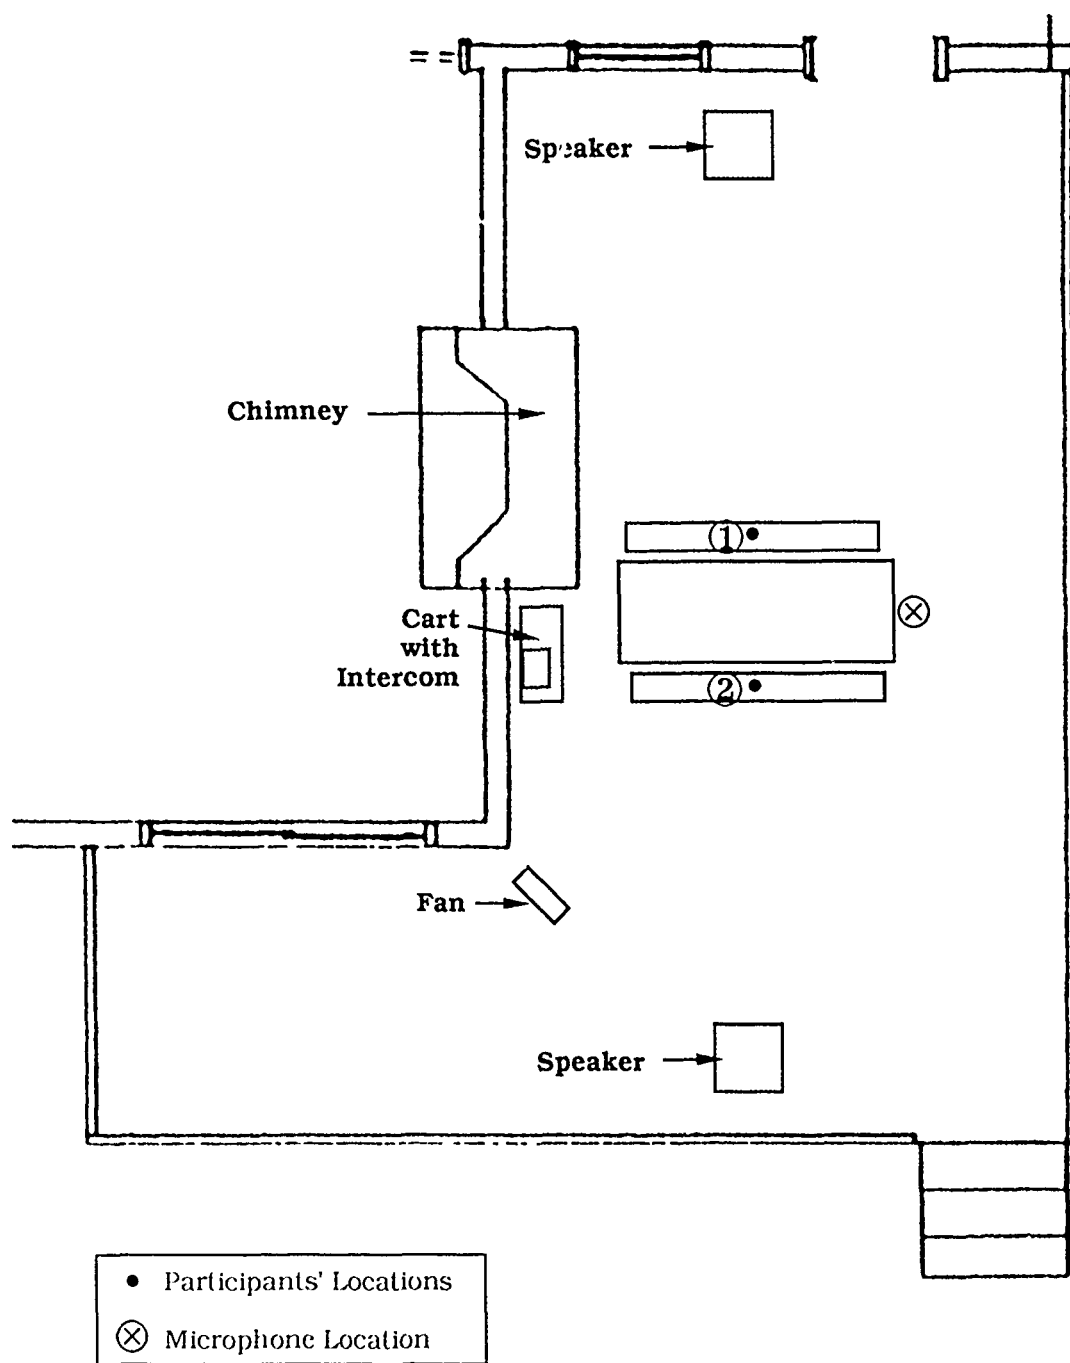 Speaker
Chimney
1
Cart
with
Intercom
2
Fan
Speaker
• Participants' Locations
⊗ Microphone Location